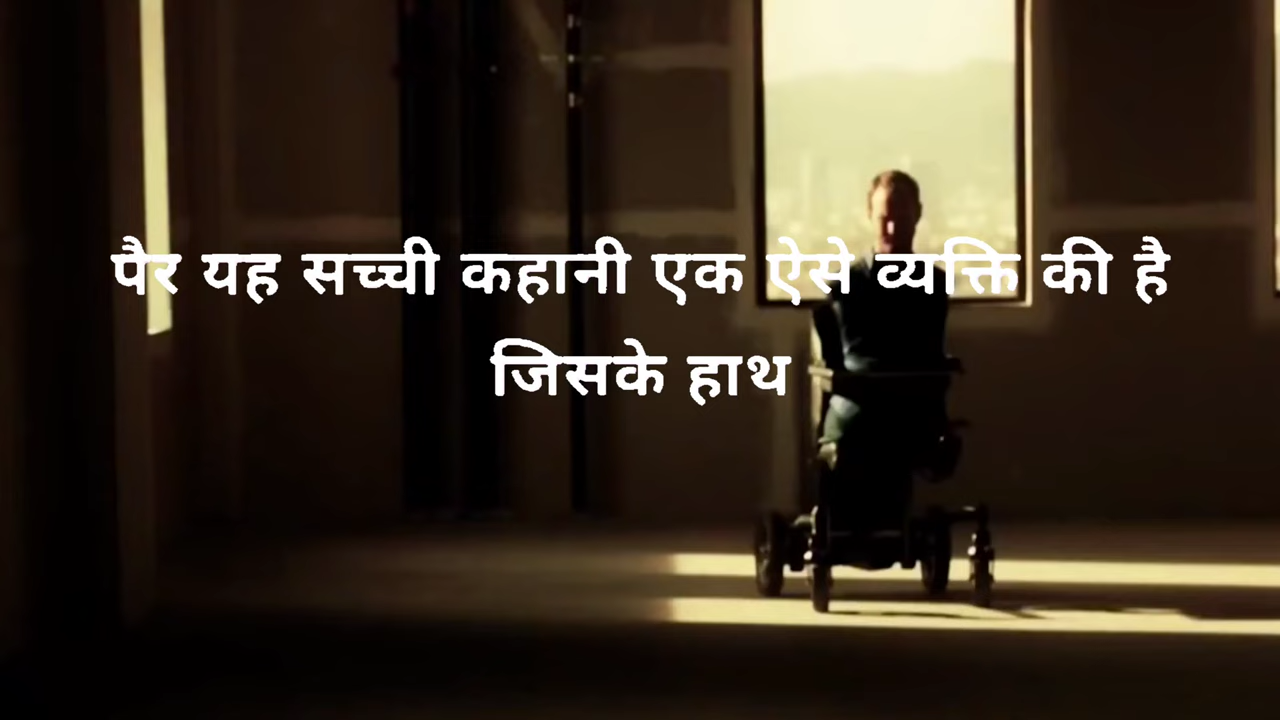 पैर यह सच्ची कहानी एक ऐसे व्यक्ति की है
जिसके हाथ